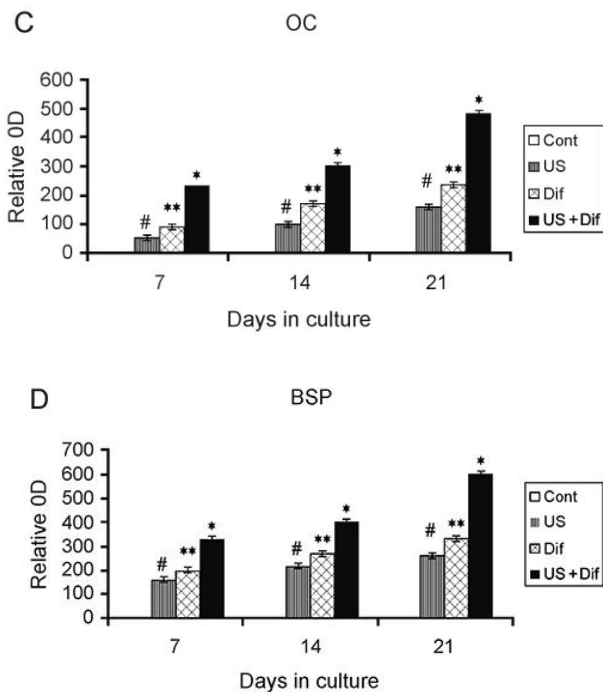 C
OC
Relative 0D
600
500
400
300
200
100
0
# ** *
# ** *
# ** *
7 14 21
Days in culture
Cont
US
Dif
US + Dif
D
BSP
Relative 0D
700
600
500
400
300
200
100
0
# ** *
# ** *
# ** *
7 14 21
Days in culture
Cont
US
Dif
US + Dif